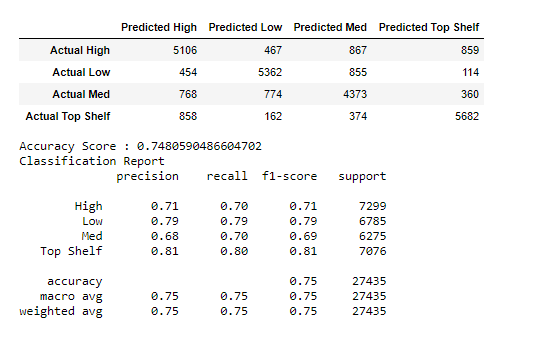 Predicted High Predicted Low Predicted Med Predicted Top Shelf
Actual High 5106 467 867 859
Actual Low 454 5362 855 114
Actual Med 768 774 4373 360
Actual Top Shelf 858 162 374 5682
Accuracy Score : 0.7480590486604702
Classification Report
precision recall f1-score support
High 0.71 0.70 0.71 7299
Low 0.79 0.79 0.79 6785
Med 0.68 0.70 0.69 6275
Top Shelf 0.81 0.80 0.81 7076
accuracy 0.75 27435
macro avg 0.75 0.75 0.75 27435
weighted avg 0.75 0.75 0.75 27435